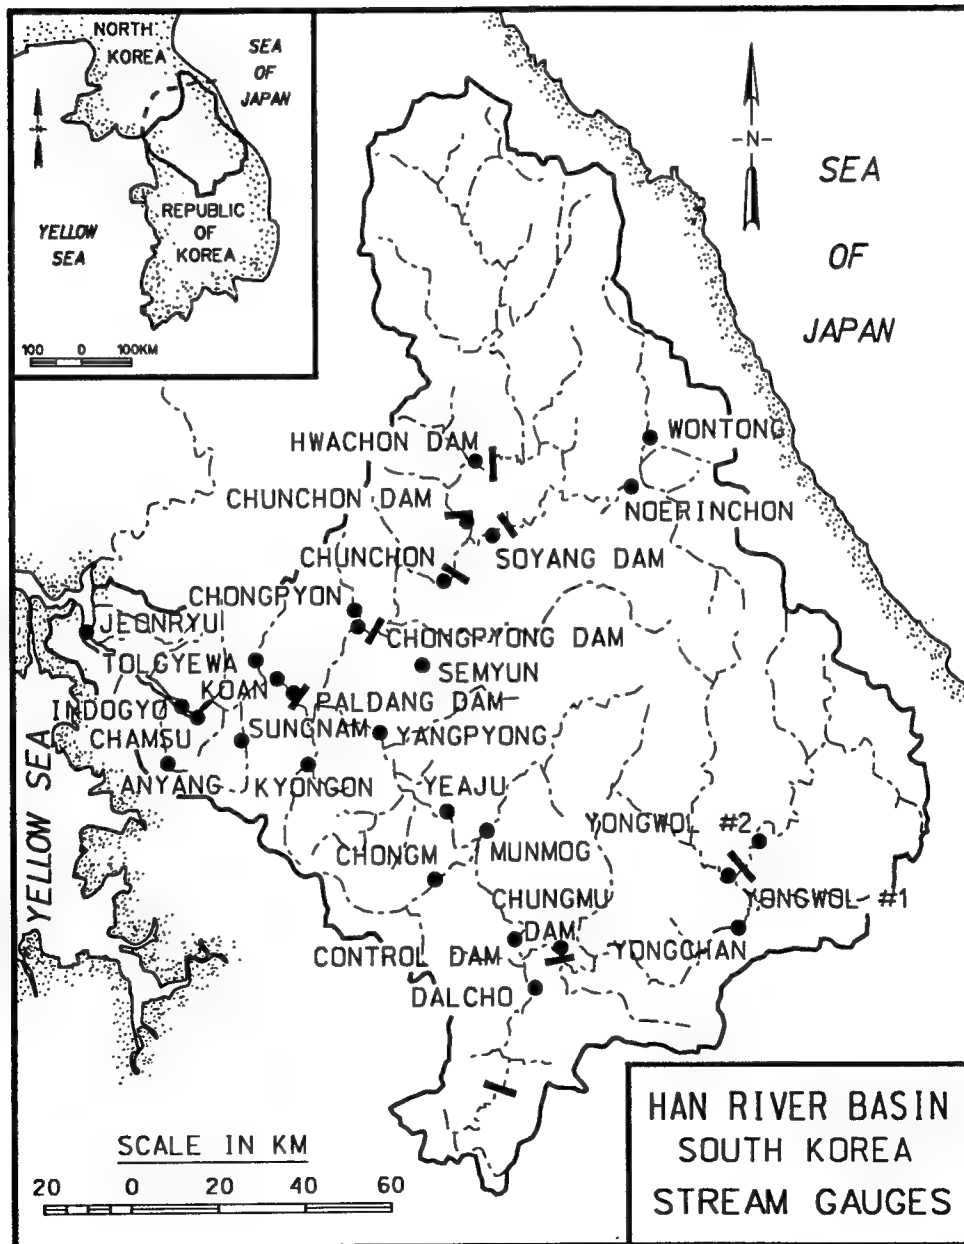 NORTH
KOREA
SEA
OF
JAPAN
N
YELLOW
SEA
REPUBLIC
OF
KOREA
100 0 100KM
N
SEA
OF
JAPAN
HWACHON DAM
WONTONG
CHUNCHON DAM
NOERINCHON
CHUNCHON
SOYANG DAM
CHONGPYON
JEONRYU
CHONGPYONG DAM
TOLGYEWA
SEMYUN
KOAN
PALDANG DAM
INDOGYO
SUNGNAM
YANGPYONG
CHAMSU
ANYANG
KYONGON
YEAJU
YONGWOL #2
CHONGM
MUNMOG
CHUNGMU
DAM
YONGWOL #1
CONTROL DAM
YONGCHAN
DALCHO
YELLOW SEA
SCALE IN KM
20 0 20 40 60
HAN RIVER BASIN
SOUTH KOREA
STREAM GAUGES